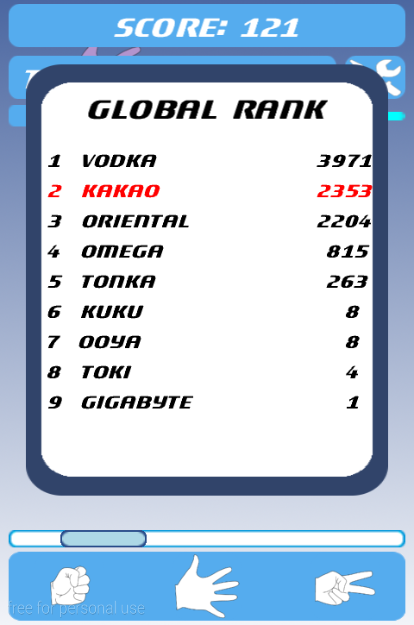 SCORE: 121
GLOBAL RANK
1 VODKA 3971
2 KAKAO 2353
3 ORIENTAL 2204
4 OMEGA 815
5 TONKA 263
6 KUKU 8
7 OOYA 8
8 TOKI 4
9 GIGABYTE 1
free for personal use